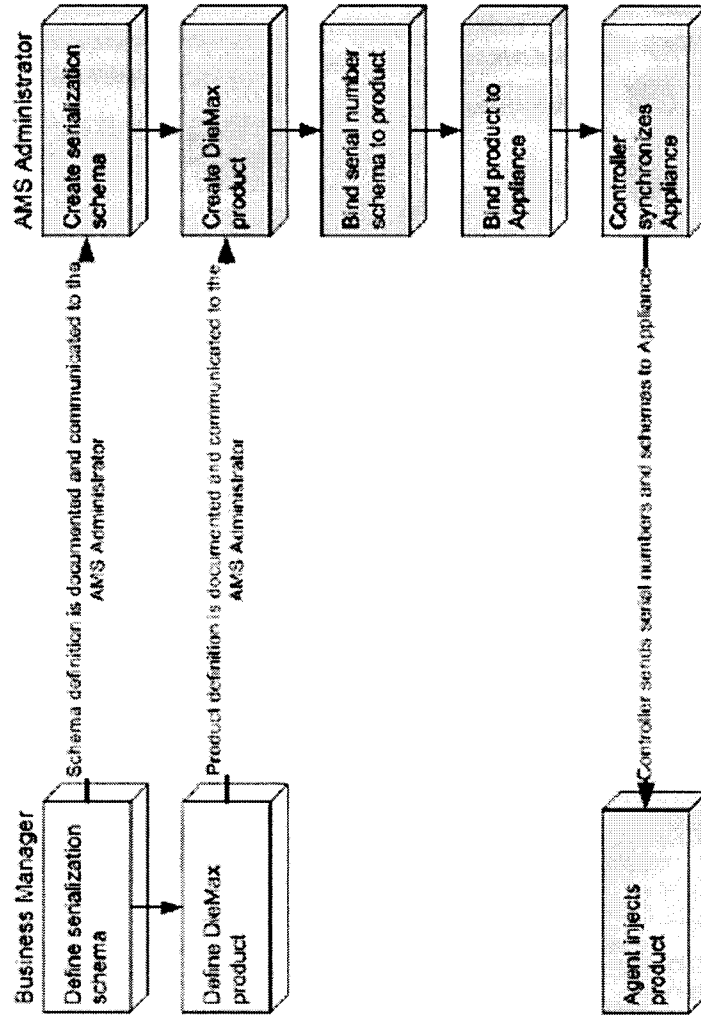 Business Manager
AMS Administrator
Define serialization
schema
Schema definition is documented and communicated to the
AMS Administrator
Create serialization
schema
Define DieMax
product
Product definition is documented and communicated to the
AMS Administrator
Create DieMax
product
Bind serial number
schema to product
Bind product to
Appliance
Agent injects
product
Controller sends serial numbers and schemas to Appliance
Controller
synchronizes
Appliance